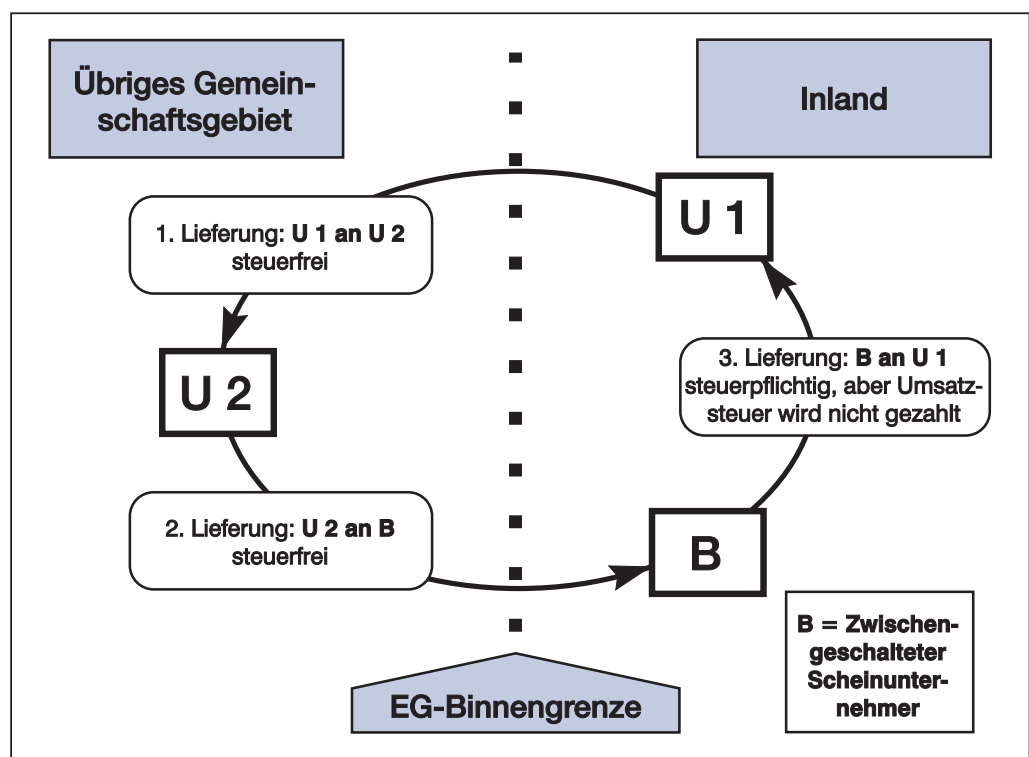 Übriges Gemein-
schaftsgebiet
Inland
U 1
1. Lieferung: U 1 an U 2
steuerfrei
U 2
3. Lieferung: B an U 1
steuerpflichtig, aber Umsatz-
steuer wird nicht gezahlt
2. Lieferung: U 2 an B
steuerfrei
B
B = Zwischen-
geschalteter
Scheinunter-
nehmer
EG-Binnengrenze